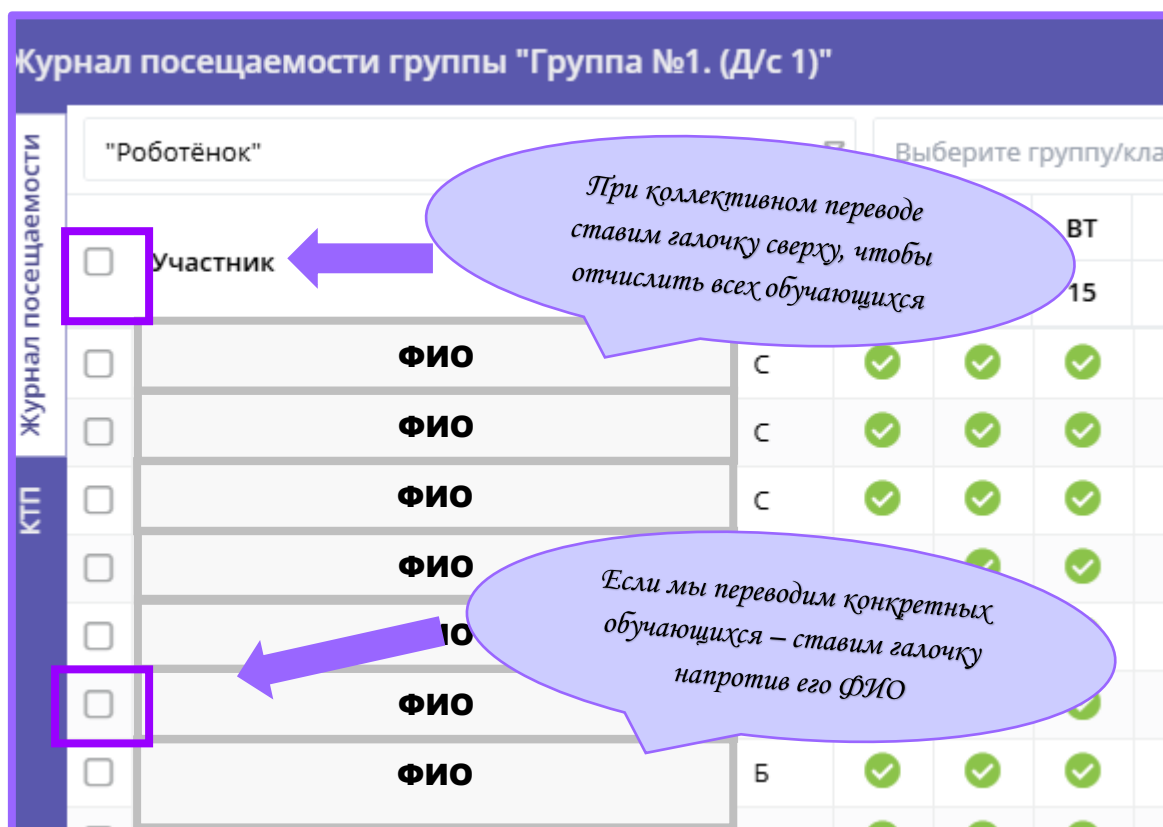 Журнал посещаемости группы "Группа №1. (Д/с 1)"
Журнал посещаемости
КТП
"Роботёнок"
Выберите группу/кла
При коллективном переводе
ставим галочку сверху, чтобы
отчислить всех обучающихся
Участник
ВТ
15
ФИО
С
ФИО
С
ФИО
С
ФИО
Если мы переводим конкретных
обучающихся – ставим галочку
напротив его ФИО
ИО
ФИО
ФИО
Б